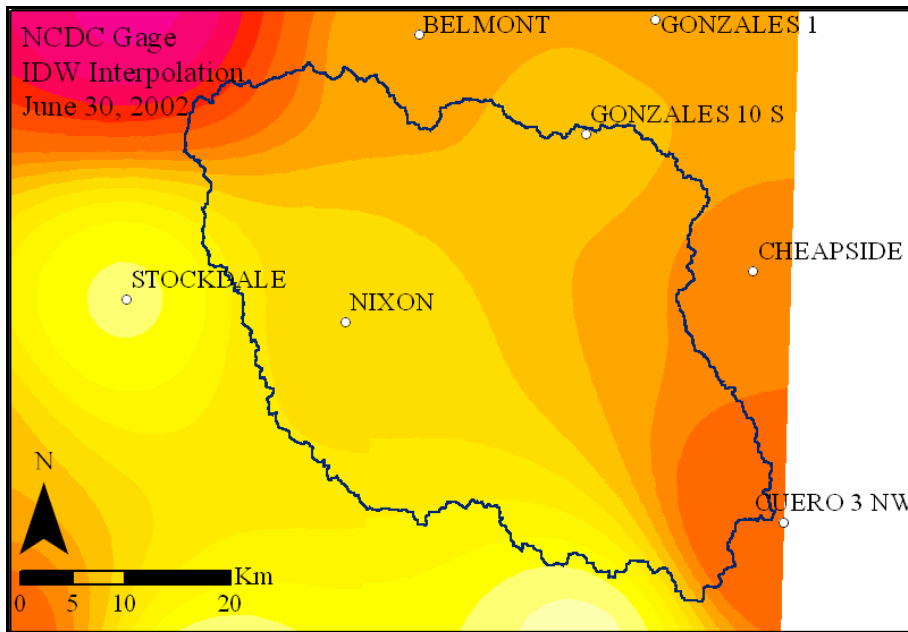 NCDC Gage
IDW Interpolation
June 30, 2002
BELMONT
GONZALES 1
GONZALES 10 S
CHEAPSIDE
STOCKDALE
NIXON
CUERO 3 NW
N
Km
0 5 10 20